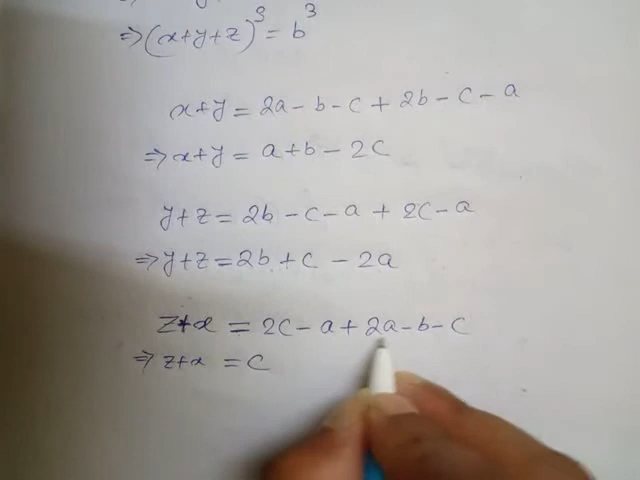 ⇒(x+y+z)³ = b³
x+y = 2a-b-c + 2b-c-a
⇒x+y = a+b-2c
y+z = 2b-c-a + 2c-a
⇒y+z = 2b+c-2a
z+x = 2c-a+2a-b-c
⇒z+x = c